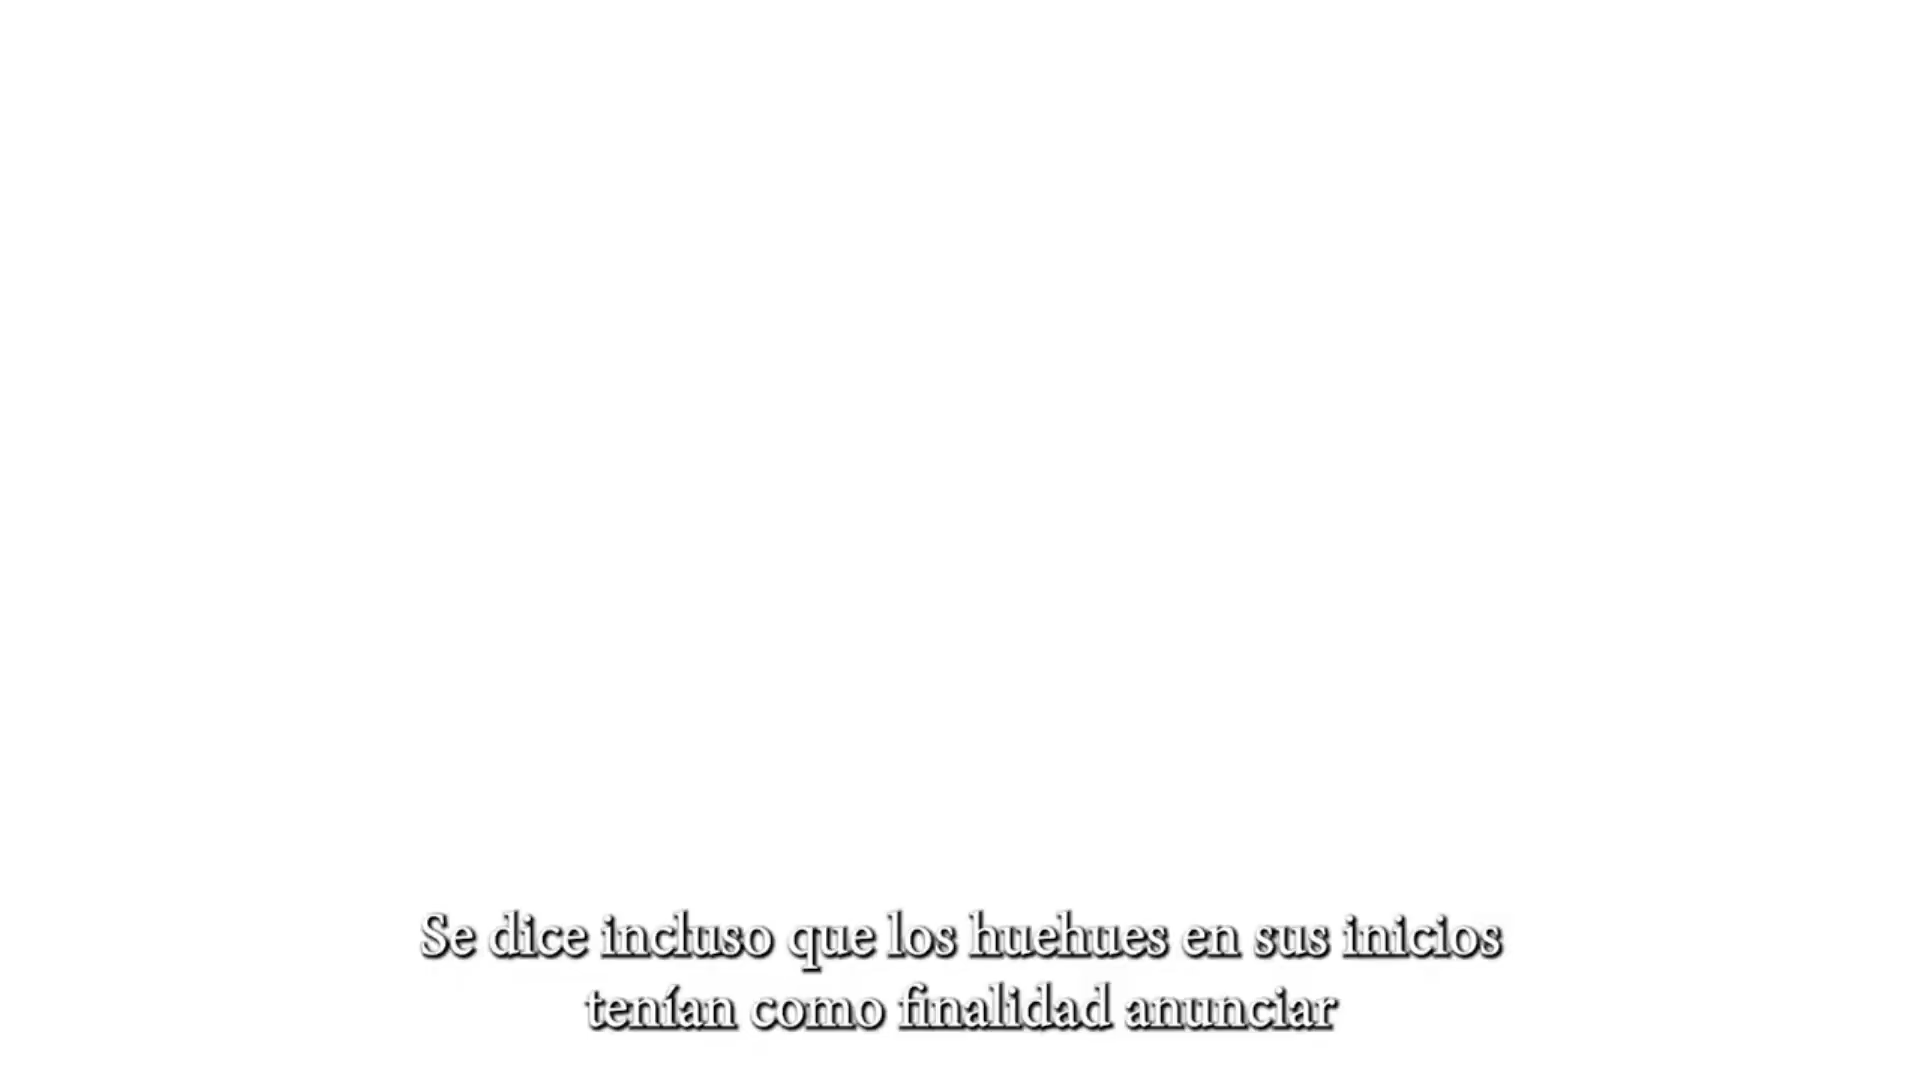 Se dice incluso que los huehues en sus inicios
tenían como finalidad anunciar